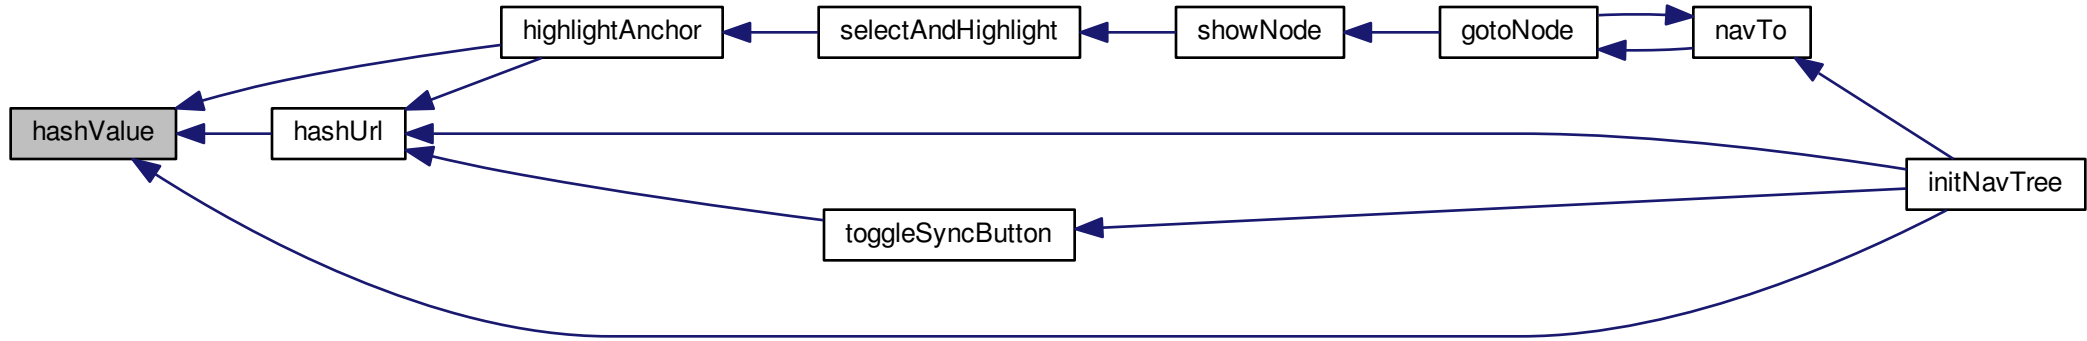 highlightAnchor
selectAndHighlight
showNode
gotoNode
navTo
hashValue
hashUrl
initNavTree
toggleSyncButton